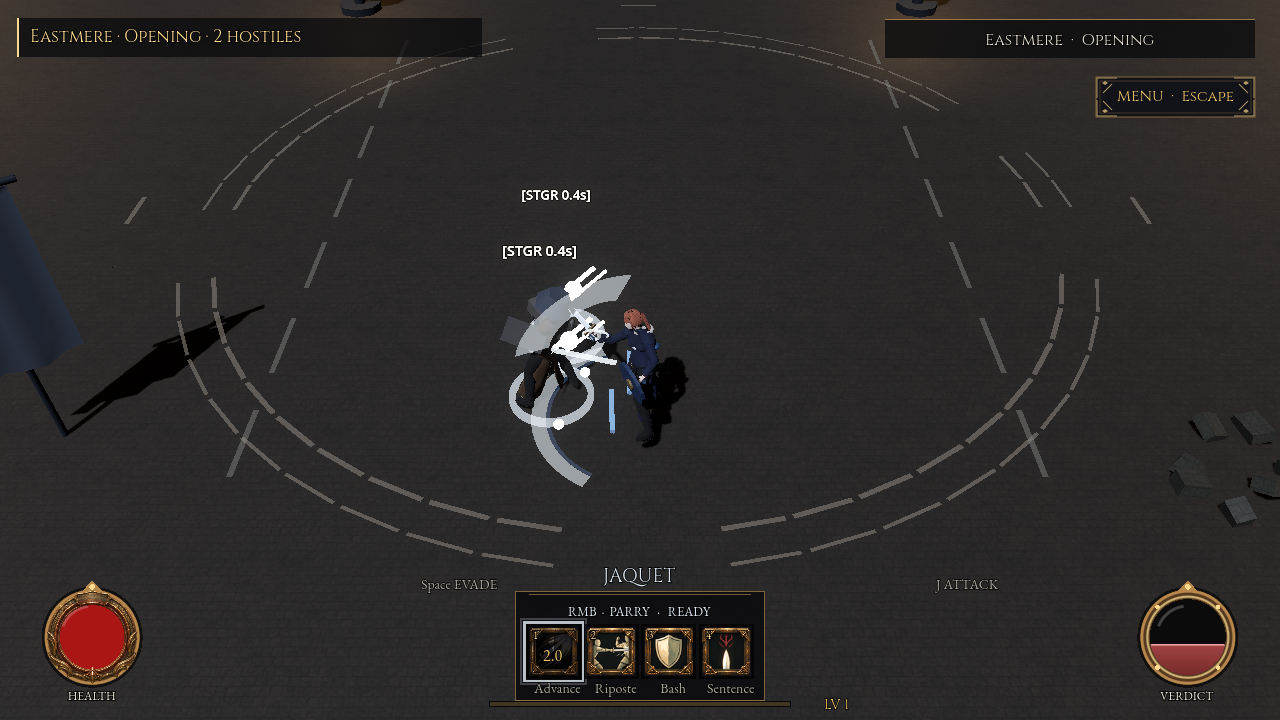 Eastmere · Opening · 2 hostiles
Eastmere · Opening
MENU · Escape
[STGR 0.4s]
[STGR 0.4s]
Space EVADE
JAQUET
J ATTACK
RMB · PARRY · READY
1 2 3 4
2.0
Advance Riposte Bash Sentence
HEALTH
VERDICT
LV 1